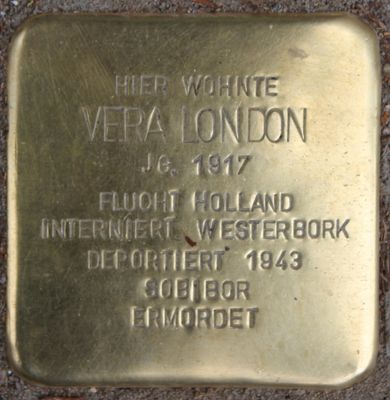 HIER WOHNTE
VERA LONDON
JG. 1917
FLUCHT HOLLAND
INTERNIERT WESTERBORK
DEPORTIERT 1943
SOBIBOR
ERMORDET